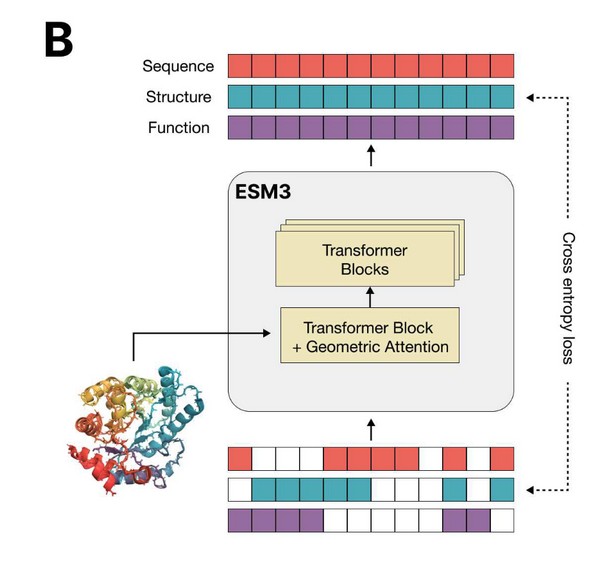 B
Sequence
Structure
Function
ESM3
Transformer
Blocks
Transformer Block
+ Geometric Attention
Cross entropy loss